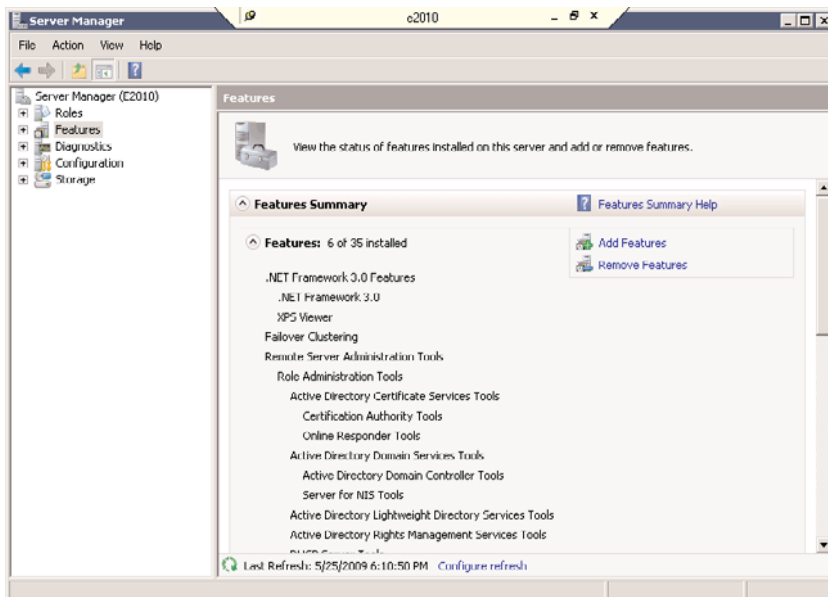 Server Manager
e2010
File Action View Help
Server Manager (E2010)
Roles
Features
Diagnostics
Configuration
Storage
Features
View the status of features installed on this server and add or remove features.
Features Summary
Features Summary Help
Features: 6 of 35 installed
Add Features
Remove Features
.NET Framework 3.0 Features
.NET Framework 3.0
XPS Viewer
Failover Clustering
Remote Server Administration Tools
Role Administration Tools
Active Directory Certificate Services Tools
Certification Authority Tools
Online Responder Tools
Active Directory Domain Services Tools
Active Directory Domain Controller Tools
Server for NIS Tools
Active Directory Lightweight Directory Services Tools
Active Directory Rights Management Services Tools
Last Refresh: 5/25/2009 6:10:50 PM Configure refresh